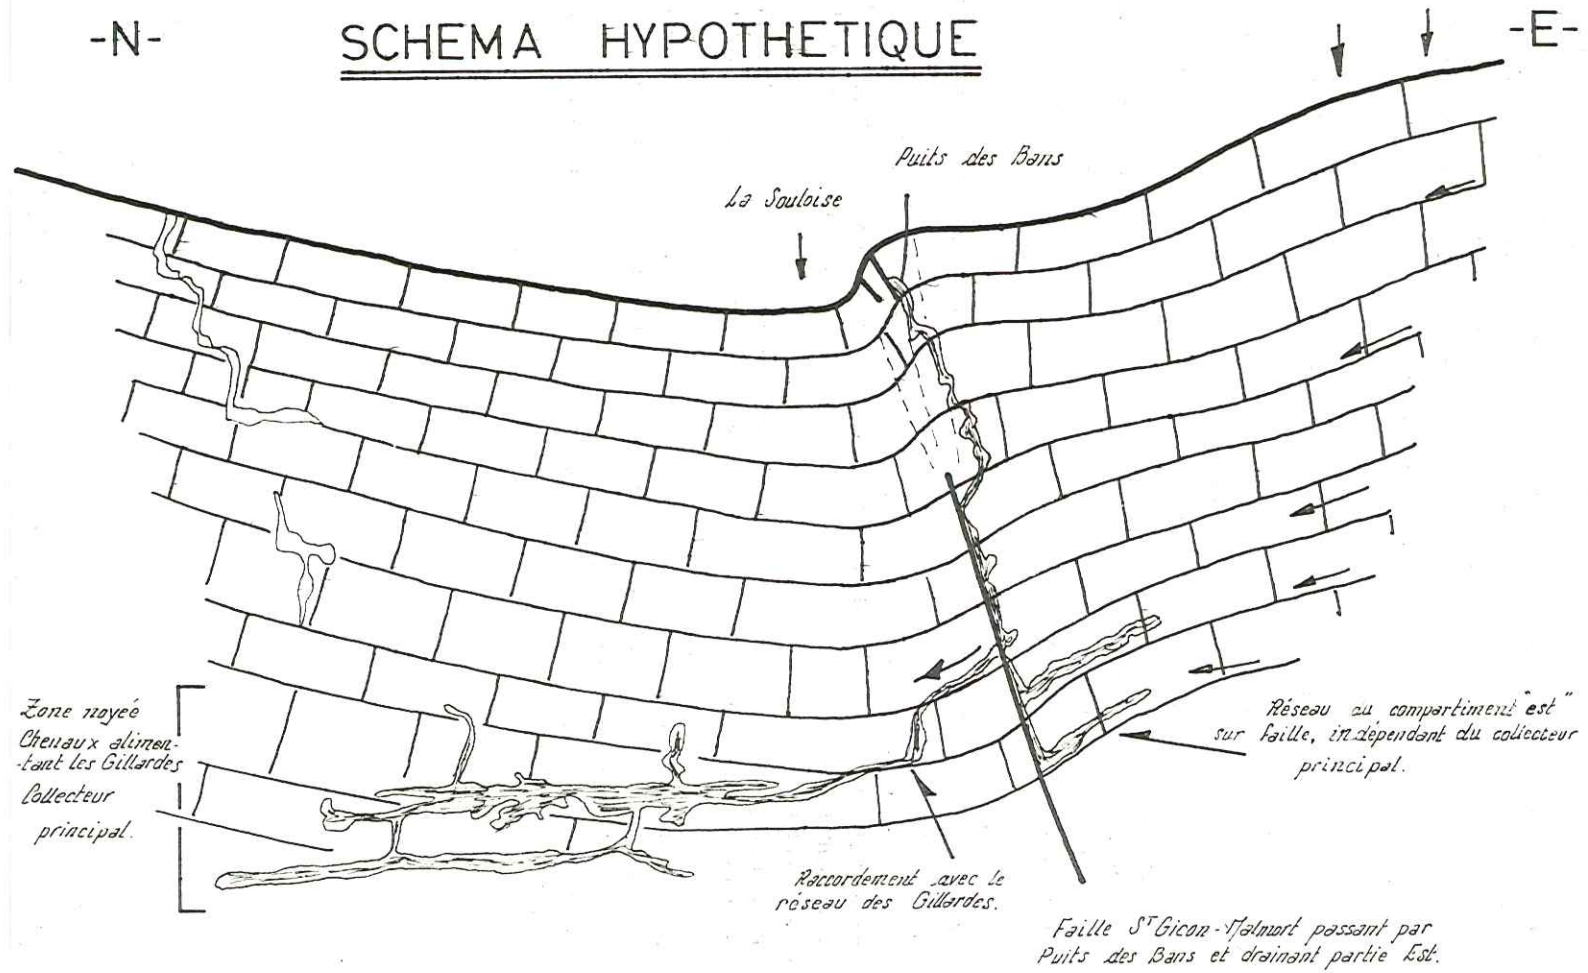 -N-
SCHEMA HYPOTHETIQUE
-E-
Puits des Bans
La Souloise
Zone noyée
Chenaux alimen-
-tant les Gillardes
Collecteur
principal.
Réseau au compartiment "est"
sur faille, indépendant du collecteur
principal.
Raccordement avec le
réseau des Gillardes.
Faille ST Gicon-Malmort passant par
Puits des Bans et drainant partie Est.